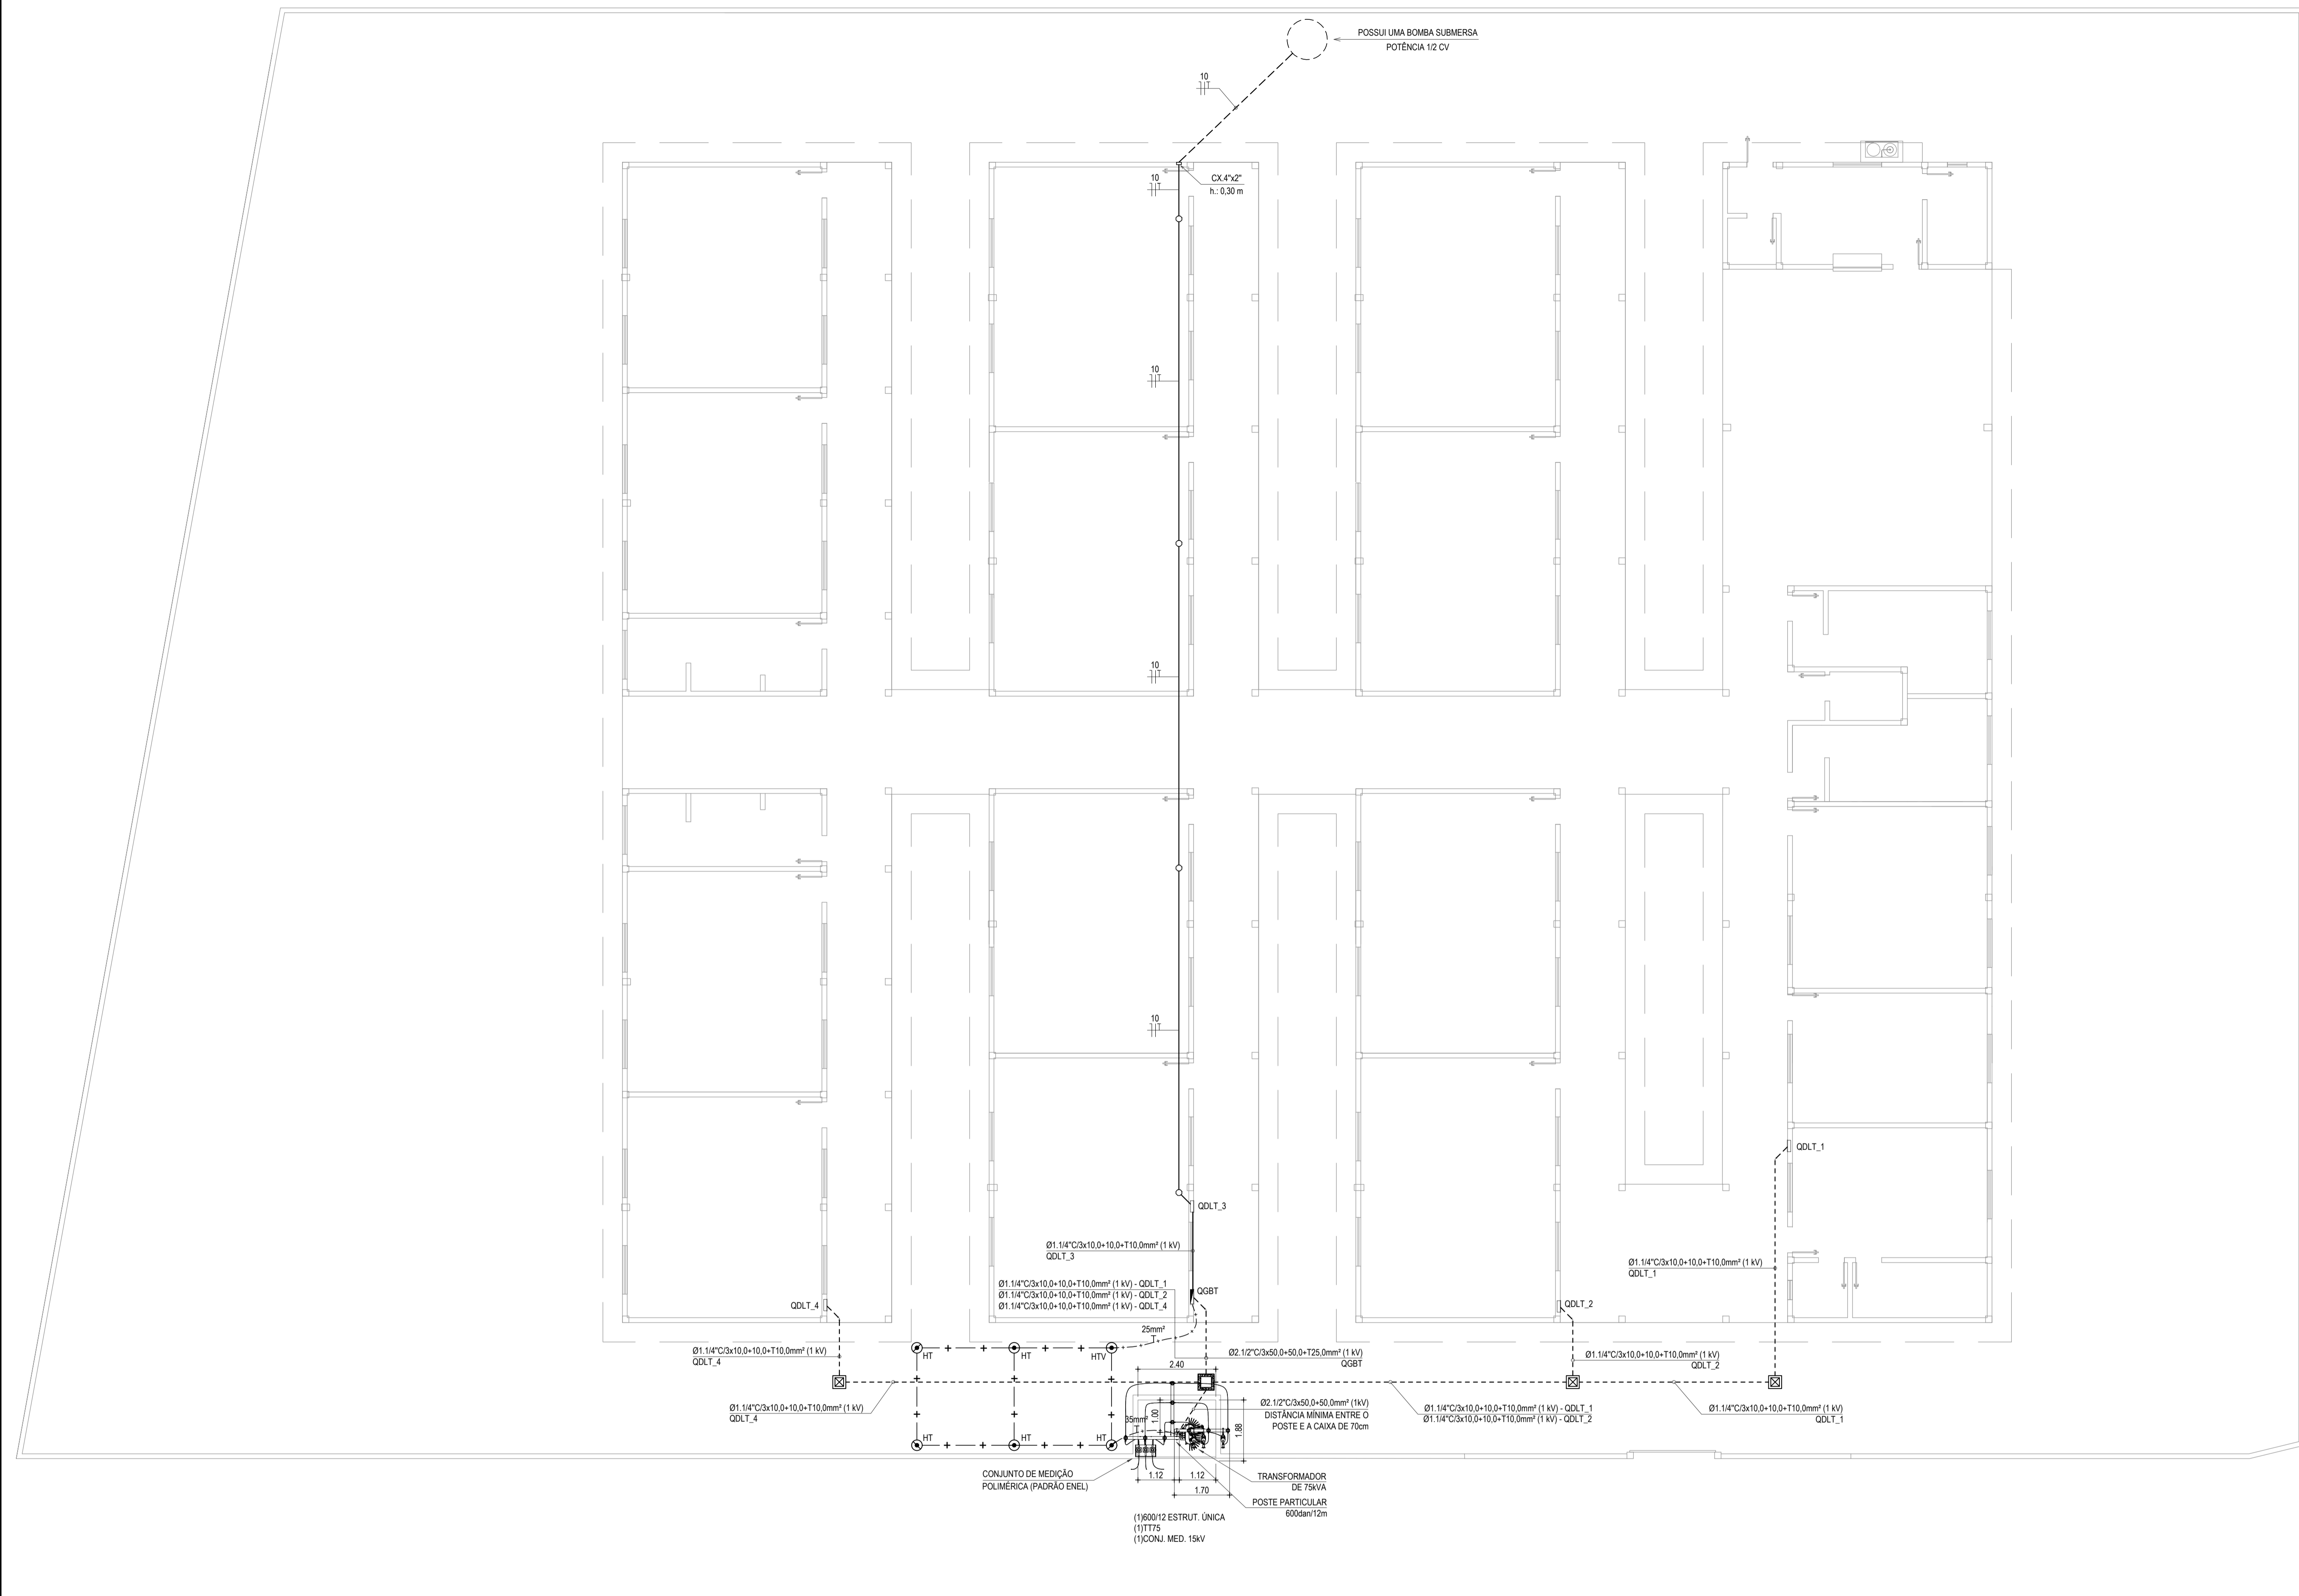 POSSUI UMA BOMBA SUBMERSA
POTÊNCIA 1/2 CV
10
T
10
T
CX.4"x2"
h.: 0,30 m
10
T
10
T
10
T
QDLT_1
QDLT_3
Ø1.1/4"C/3x10,0+10,0+T10,0mm² (1 kV)
QDLT_3
Ø1.1/4"C/3x10,0+10,0+T10,0mm² (1 kV)
QDLT_1
Ø1.1/4"C/3x10,0+10,0+T10,0mm² (1 kV) - QDLT_1
Ø1.1/4"C/3x10,0+10,0+T10,0mm² (1 kV) - QDLT_2
Ø1.1/4"C/3x10,0+10,0+T10,0mm² (1 kV) - QDLT_4
QGBT
QDLT_4
QDLT_2
25mm²
T
Ø1.1/4"C/3x10,0+10,0+T10,0mm² (1 kV)
QDLT_4
HT
HT
HTV
Ø2.1/2"C/3x50,0+50,0+T25,0mm² (1 kV)
QGBT
Ø1.1/4"C/3x10,0+10,0+T10,0mm² (1 kV)
QDLT_2
2.40
Ø1.1/4"C/3x10,0+10,0+T10,0mm² (1 kV)
QDLT_4
35mm²
T
1.00
1.88
Ø2.1/2"C/3x50,0+50,0mm² (1kV)
DISTÂNCIA MÍNIMA ENTRE O
POSTE E A CAIXA DE 70cm
Ø1.1/4"C/3x10,0+10,0+T10,0mm² (1 kV) - QDLT_1
Ø1.1/4"C/3x10,0+10,0+T10,0mm² (1 kV) - QDLT_2
Ø1.1/4"C/3x10,0+10,0+T10,0mm² (1 kV)
QDLT_1
HT
HT
HT
CONJUNTO DE MEDIÇÃO
POLIMÉRICA (PADRÃO ENEL)
1.12
1.12
1.70
TRANSFORMADOR
DE 75kVA
POSTE PARTICULAR
600dan/12m
(1)600/12 ESTRUT. ÚNICA
(1)TT75
(1)CONJ. MED. 15kV